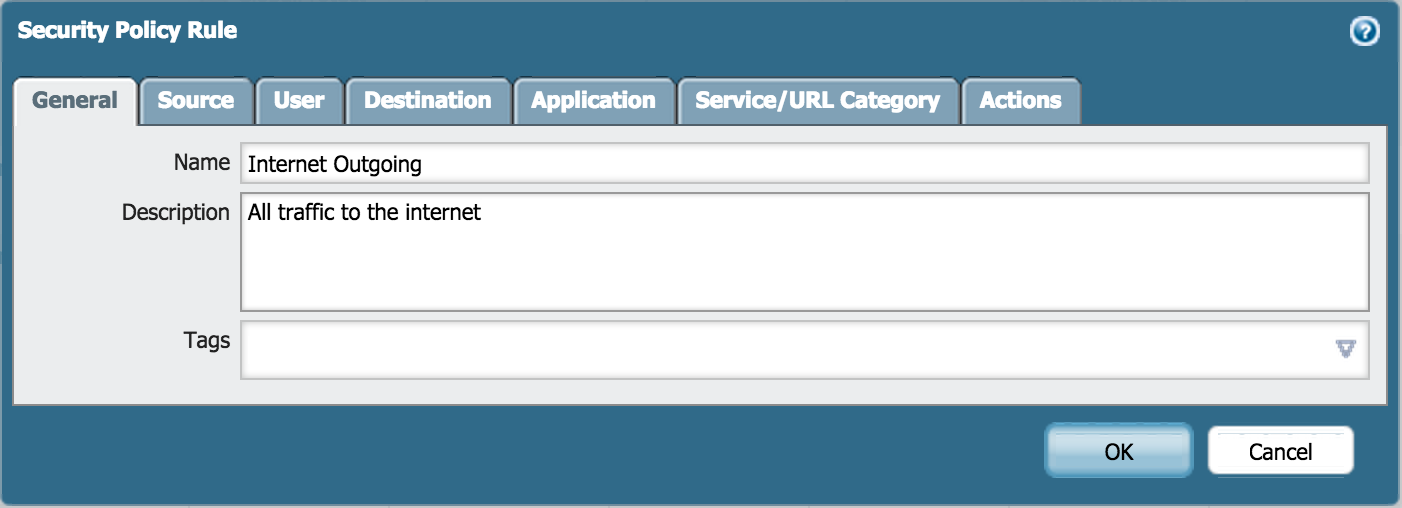 Security Policy Rule
?
General Source User Destination Application Service/URL Category Actions
Name Internet Outgoing
Description All traffic to the internet
Tags
OK Cancel